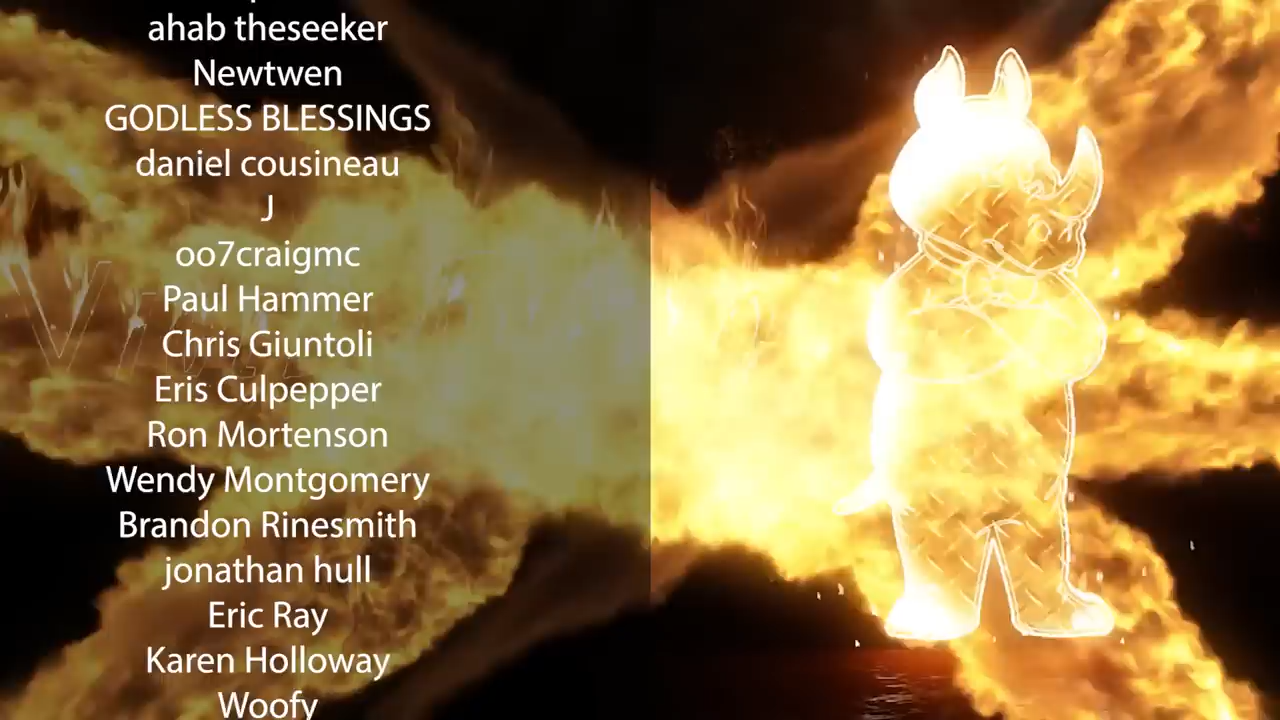 ahab theseeker
Newtwen
GODLESS BLESSINGS
daniel cousineau
J
oo7craigmc
Paul Hammer
Chris Giuntoli
Eris Culpepper
Ron Mortenson
Wendy Montgomery
Brandon Rinesmith
jonathan hull
Eric Ray
Karen Holloway
Woofy